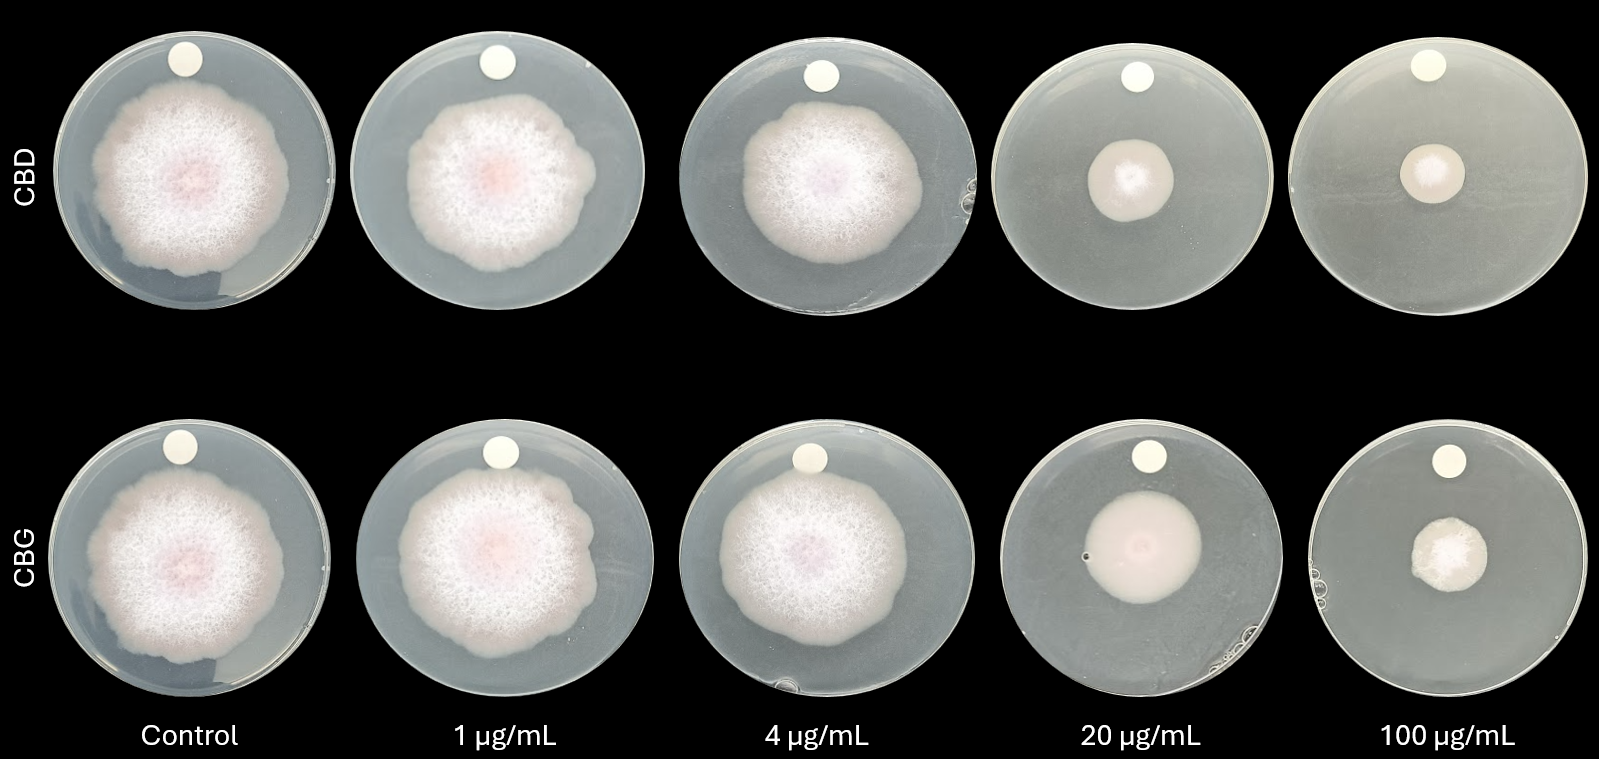 CBD
CBG
Control
1 µg/mL
4 µg/mL
20 µg/mL
100 µg/mL